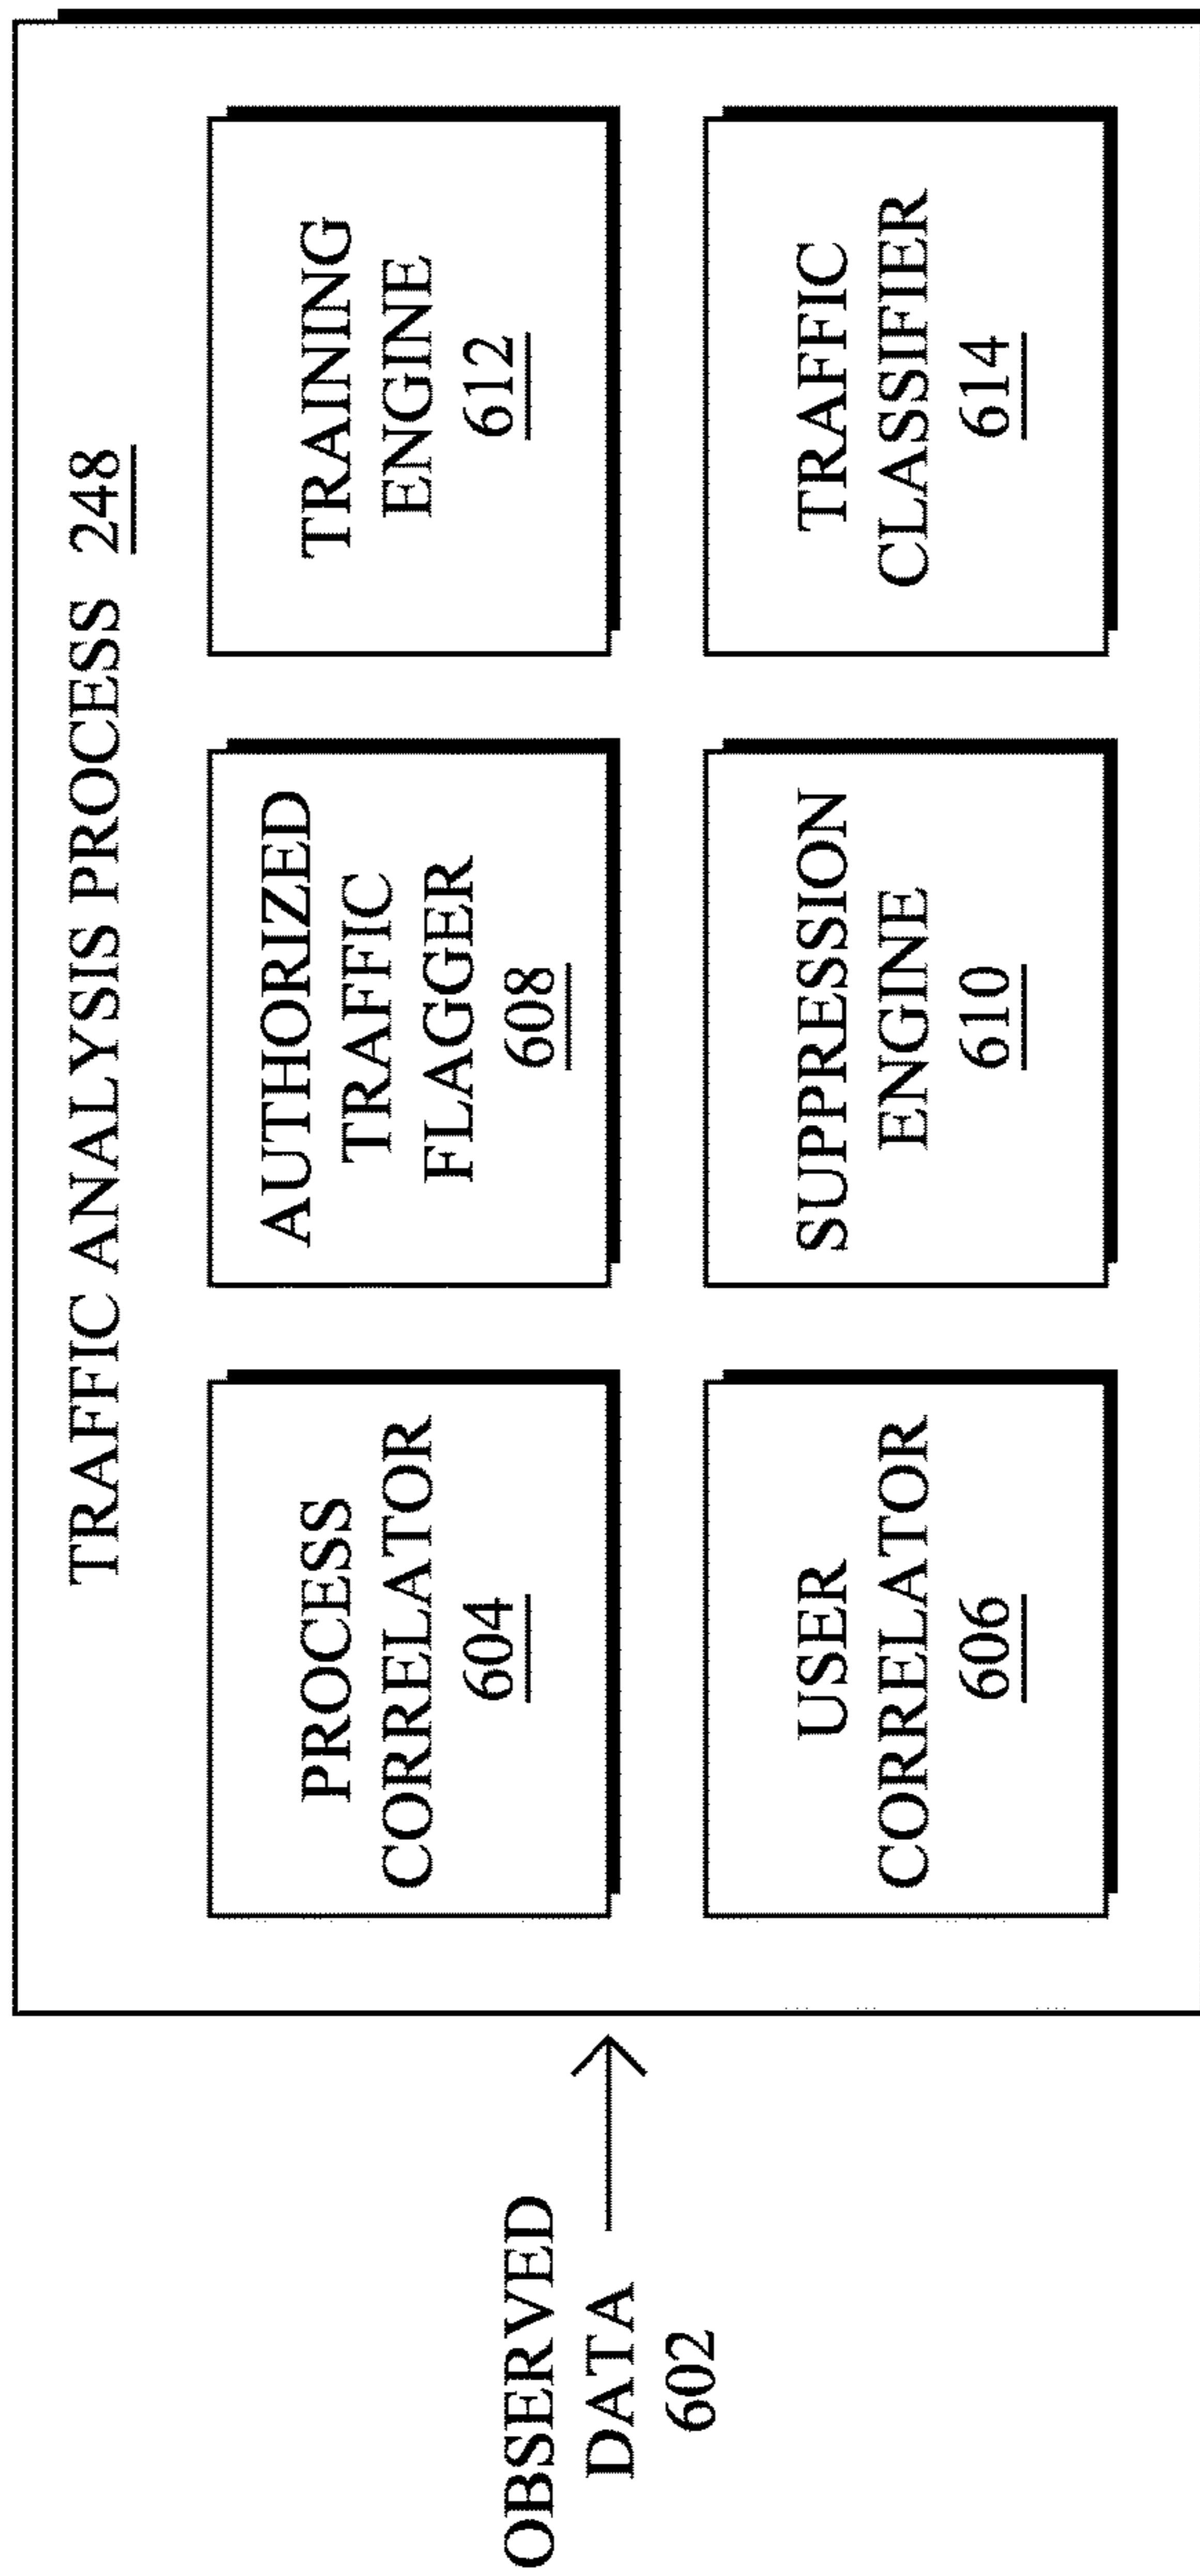 TRAFFIC ANALYSIS PROCESS 248
OBSERVED
DATA
602
PROCESS
CORRELATOR
604
AUTHORIZED
TRAFFIC
FLAGGER
608
TRAINING
ENGINE
612
USER
CORRELATOR
606
SUPPRESSION
ENGINE
610
TRAFFIC
CLASSIFIER
614